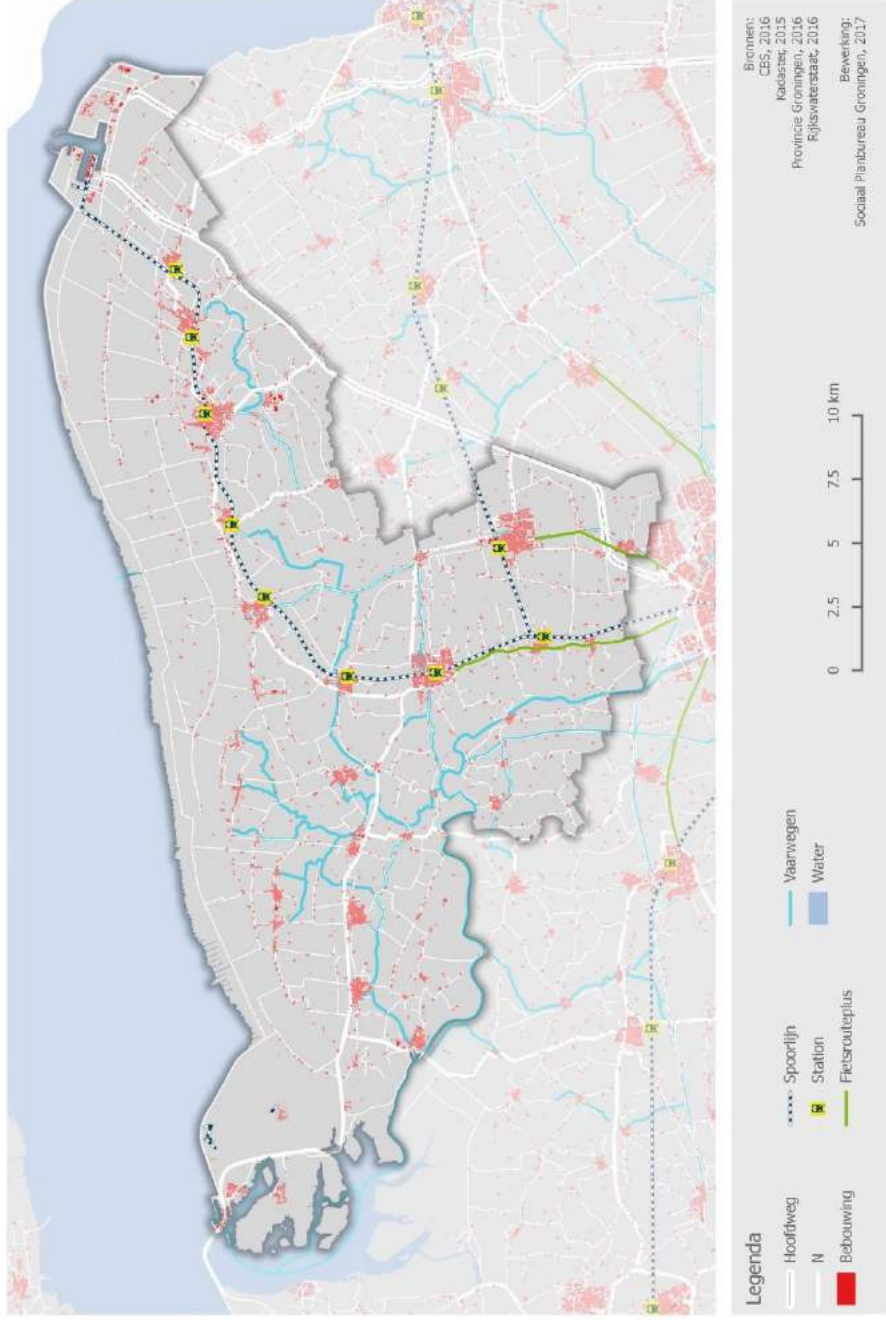 Legenda
Hoofdweg
N
Bebouwing
Spoorlijn
Station
Fietsrouteplus
Vaarwegen
Water
0 2.5 5 7.5 10 km
Bronnen:
CBS, 2016
Kadaster, 2015
Provincie Groningen, 2016
Rijkswaterstaat, 2016
Bewerking:
Sociaal Planbureau Groningen, 2017